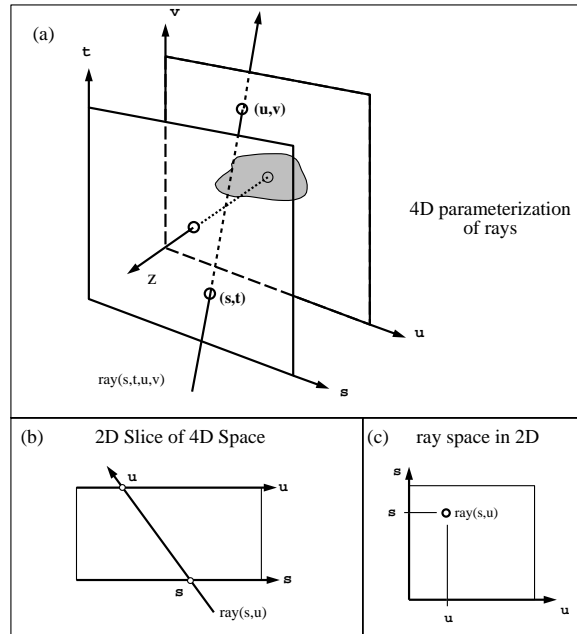 (a)
v
t
(u,v)
4D parameterization
of rays
z
(s,t)
u
ray(s,t,u,v)
s
(b) 2D Slice of 4D Space
u
u
s
s
ray(s,u)
(c) ray space in 2D
s
s
ray(s,u)
u
u